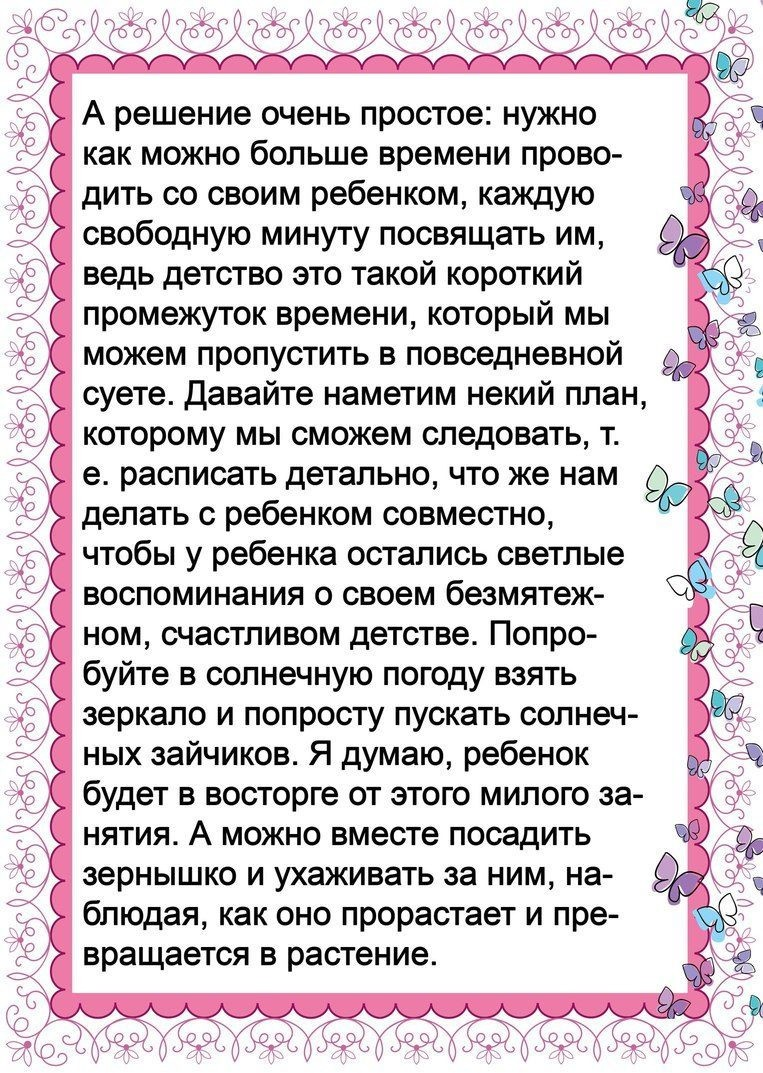 А решение очень простое: нужно
как можно больше времени прово-
дить со своим ребенком, каждую
свободную минуту посвящать им,
ведь детство это такой короткий
промежуток времени, который мы
можем пропустить в повседневной
суете. Давайте наметим некий план,
которому мы сможем следовать, т.
е. расписать детально, что же нам
делать с ребенком совместно,
чтобы у ребенка остались светлые
воспоминания о своем безмятеж-
ном, счастливом детстве. Попро-
буйте в солнечную погоду взять
зеркало и попросту пускать солнеч-
ных зайчиков. Я думаю, ребенок
будет в восторге от этого милого за-
нятия. А можно вместе посадить
зернышко и ухаживать за ним, на-
блюдая, как оно прорастает и пре-
вращается в растение.